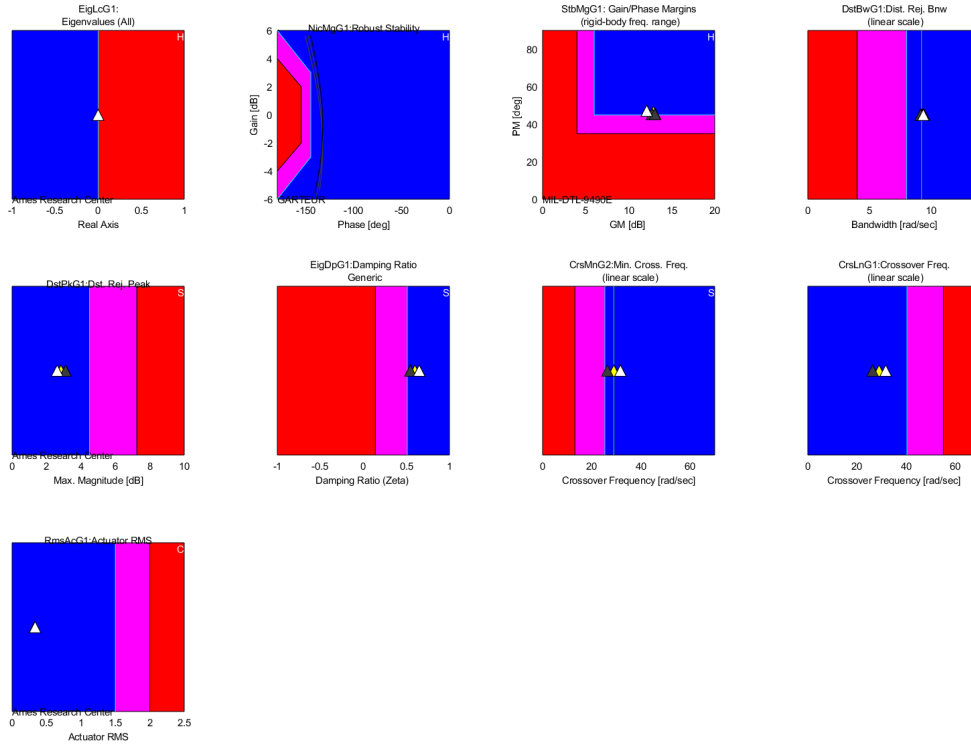 EigLcG1:
Eigenvalues (All)
H
Ames Research Center
-1 -0.5 0 0.5 1
Real Axis
NicMgG1:Robust Stability
H
Gain [dB]
6
4
2
0
-2
-4
-6
GARTEUR
-150 -100 -50 0
Phase [deg]
StbMgG1: Gain/Phase Margins
(rigid-body freq. range)
H
PM [deg]
80
60
40
20
0
MIL-DTL-9490E
0 5 10 15 20
GM [dB]
DstBwG1:Dist. Rej. Bnw
(linear scale)
0 5 10
Bandwidth [rad/sec]
DstPkG1:Dst. Rej. Peak
S
Ames Research Center
0 2 4 6 8 10
Max. Magnitude [dB]
EigDpG1:Damping Ratio
Generic
S
-1 -0.5 0 0.5 1
Damping Ratio (Zeta)
CrsMnG2:Min. Cross. Freq.
(linear scale)
S
0 20 40 60
Crossover Frequency [rad/sec]
CrsLnG1:Crossover Freq.
(linear scale)
0 20 40 60
Crossover Frequency [rad/sec]
RmsAcG1:Actuator RMS
C
Ames Research Center
0 0.5 1 1.5 2 2.5
Actuator RMS